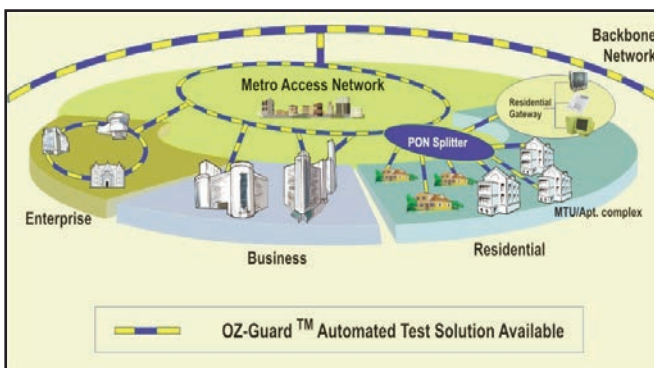 Backbone
Network
Metro Access Network
Residential
Gateway
PON Splitter
MTU/Apt. complex
Enterprise
Business
Residential
OZ-Guard TM Automated Test Solution Available